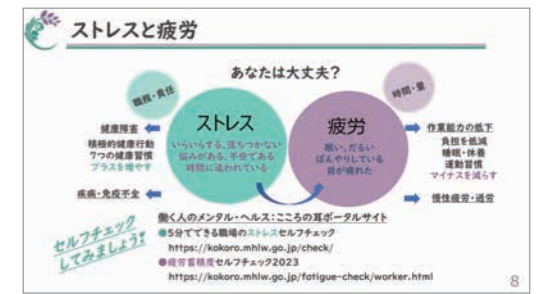 ストレスと疲労
あなたは大丈夫？
職務・責任
時間・量
ストレス
いらいらする、落ちつかない
悩みがある、不安である
時間に追われている
疲労
眠い、だるい
ぼんやりしている
目が疲れた
健康障害
積極的健康行動
7つの健康習慣
プラスを増やす
疾病・免疫不全
作業能力の低下
負担を低減
睡眠・休養
運動習慣
マイナスを減らす
慢性疲労・過労
働く人のメンタル・ヘルス：こころの耳ポータルサイト
●5分でできる職場のストレスセルフチェック
https://kokoro.mhlw.go.jp/check/
●疲労蓄積度セルフチェック2023
https://kokoro.mhlw.go.jp/fatigue-check/worker.html
セルフチェック
してみましょう！
8